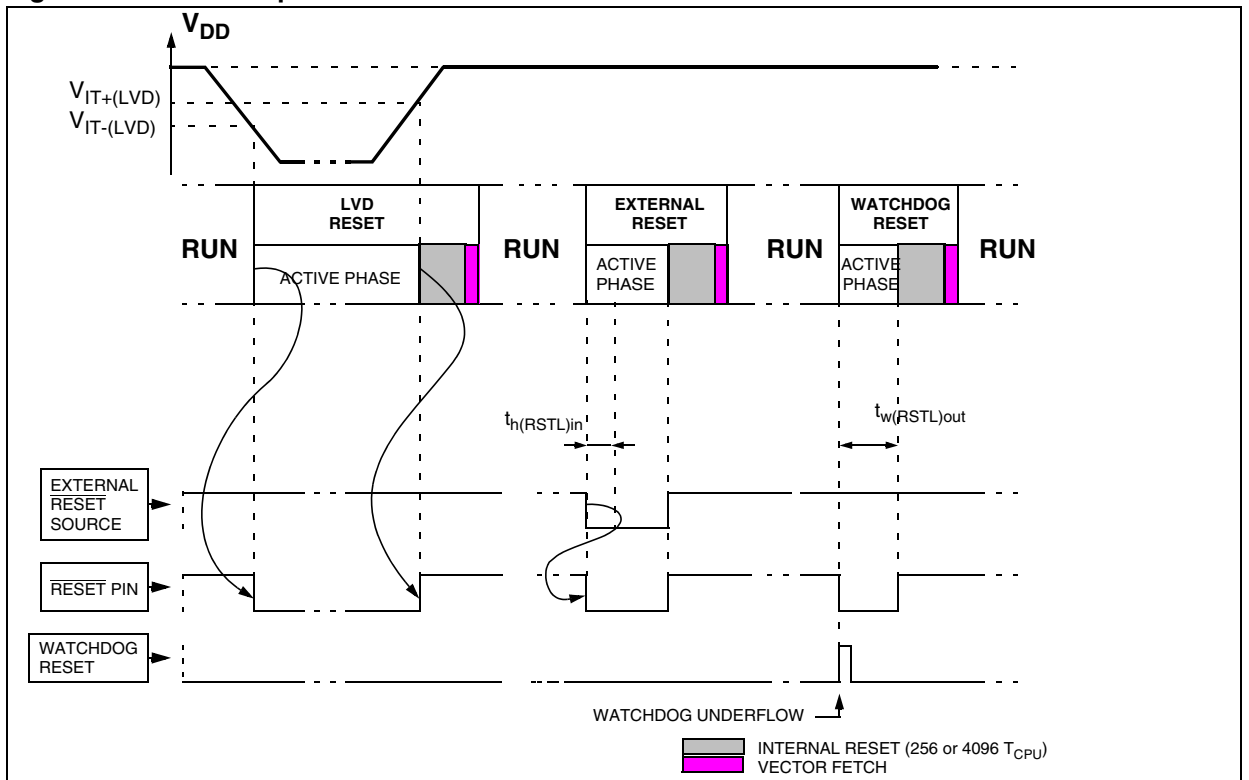 VDD
VIT+(LVD)
VIT-(LVD)
LVD
RESET
EXTERNAL
RESET
WATCHDOG
RESET
RUN
RUN
RUN
RUN
ACTIVE PHASE
ACTIVE
PHASE
ACTIVE
PHASE
th(RSTL)in
tw(RSTL)out
EXTERNAL
RESET
SOURCE
RESET PIN
WATCHDOG
RESET
WATCHDOG UNDERFLOW
INTERNAL RESET (256 or 4096 TCPU)
VECTOR FETCH